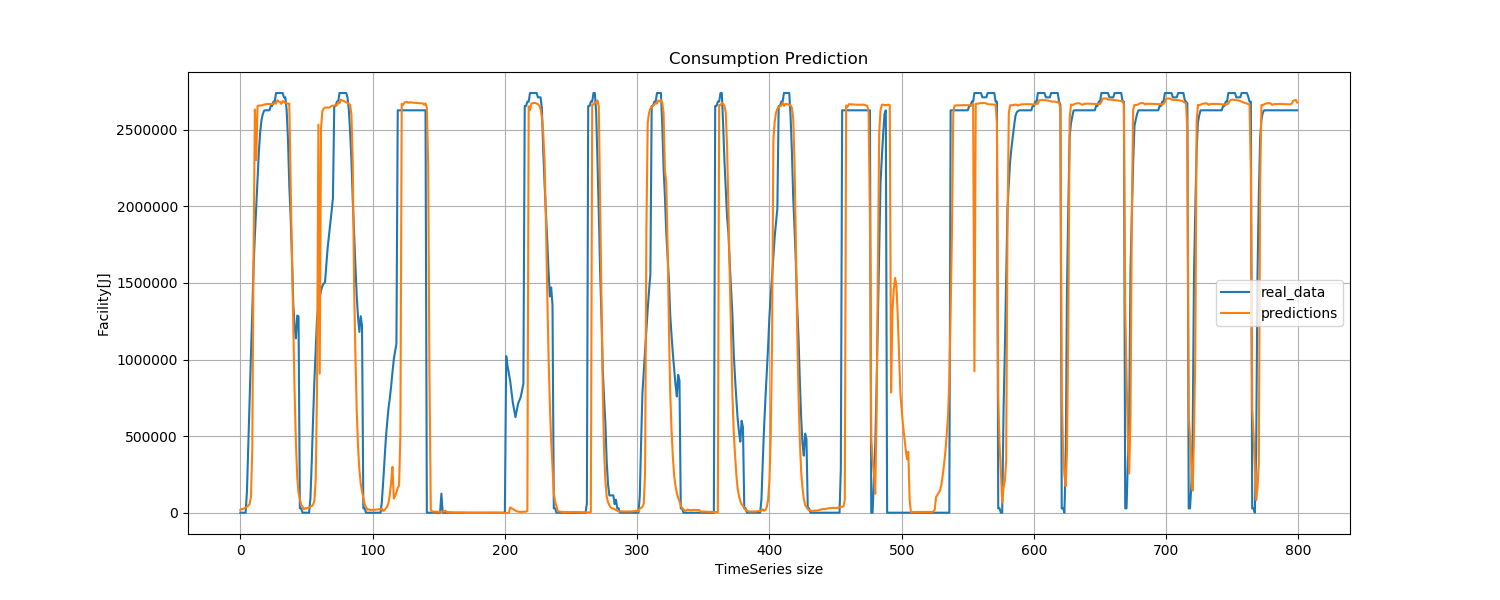 Consumption Prediction
Facility[J]
2500000
2000000
1500000
1000000
500000
0
real_data
predictions
0 100 200 300 400 500 600 700 800
TimeSeries size